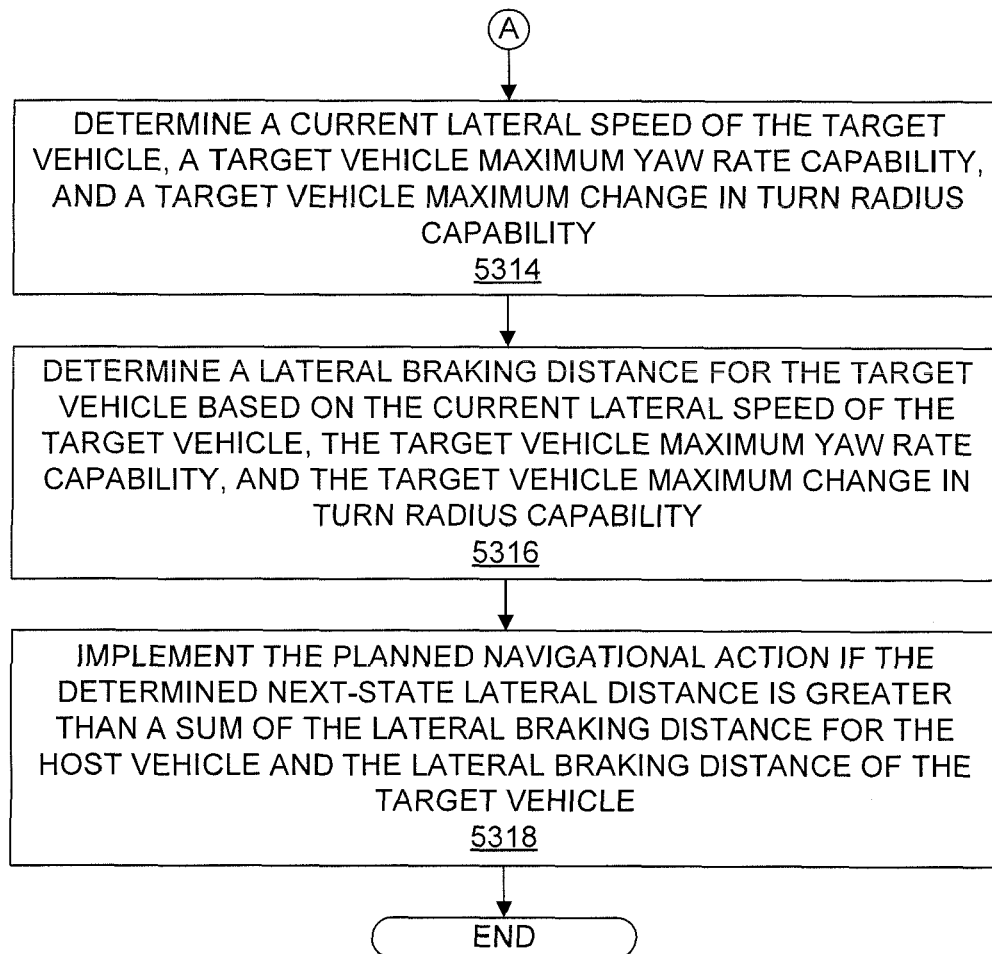 A
DETERMINE A CURRENT LATERAL SPEED OF THE TARGET
VEHICLE, A TARGET VEHICLE MAXIMUM YAW RATE CAPABILITY,
AND A TARGET VEHICLE MAXIMUM CHANGE IN TURN RADIUS
CAPABILITY
5314
DETERMINE A LATERAL BRAKING DISTANCE FOR THE TARGET
VEHICLE BASED ON THE CURRENT LATERAL SPEED OF THE
TARGET VEHICLE, THE TARGET VEHICLE MAXIMUM YAW RATE
CAPABILITY, AND THE TARGET VEHICLE MAXIMUM CHANGE IN
TURN RADIUS CAPABILITY
5316
IMPLEMENT THE PLANNED NAVIGATIONAL ACTION IF THE
DETERMINED NEXT-STATE LATERAL DISTANCE IS GREATER
THAN A SUM OF THE LATERAL BRAKING DISTANCE FOR THE
HOST VEHICLE AND THE LATERAL BRAKING DISTANCE OF THE
TARGET VEHICLE
5318
END